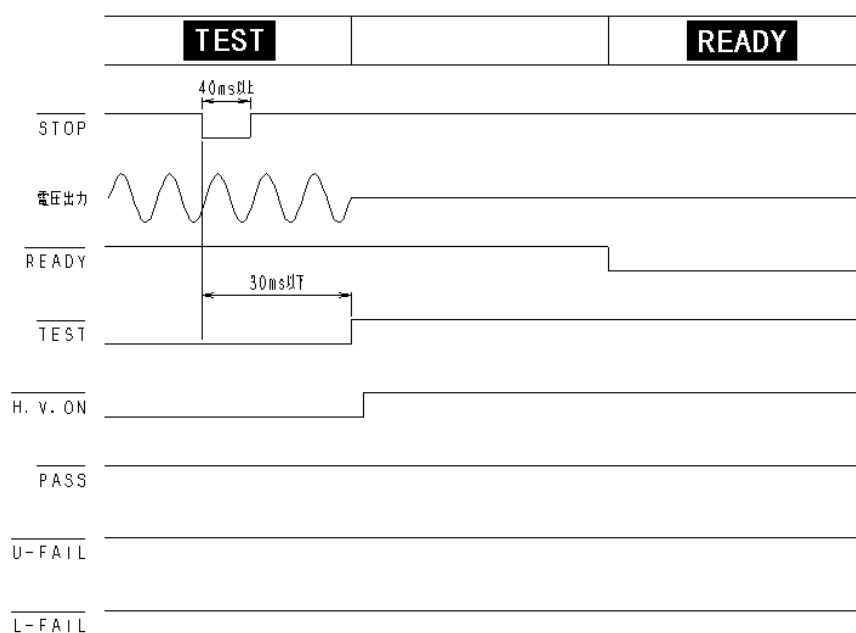 TEST READY
40ms以上
STOP
電圧出力
READY
30ms以下
TEST
H.V.ON
PASS
U-FAIL
L-FAIL